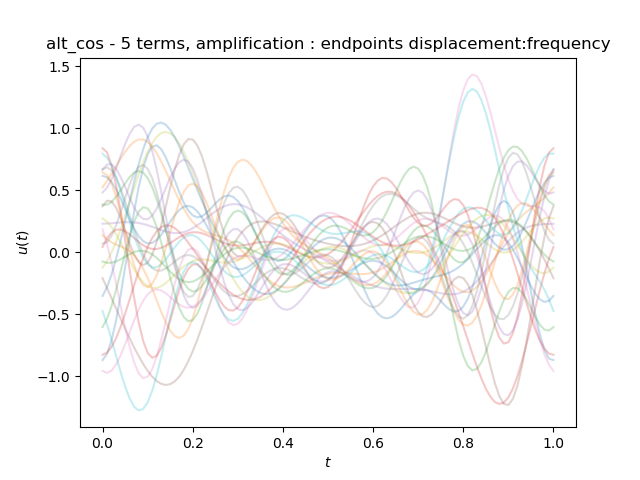 alt_cos - 5 terms, amplification : endpoints displacement:frequency
1.5
1.0
0.5
0.0
−0.5
−1.0
u(t)
0.0 0.2 0.4 0.6 0.8 1.0
t